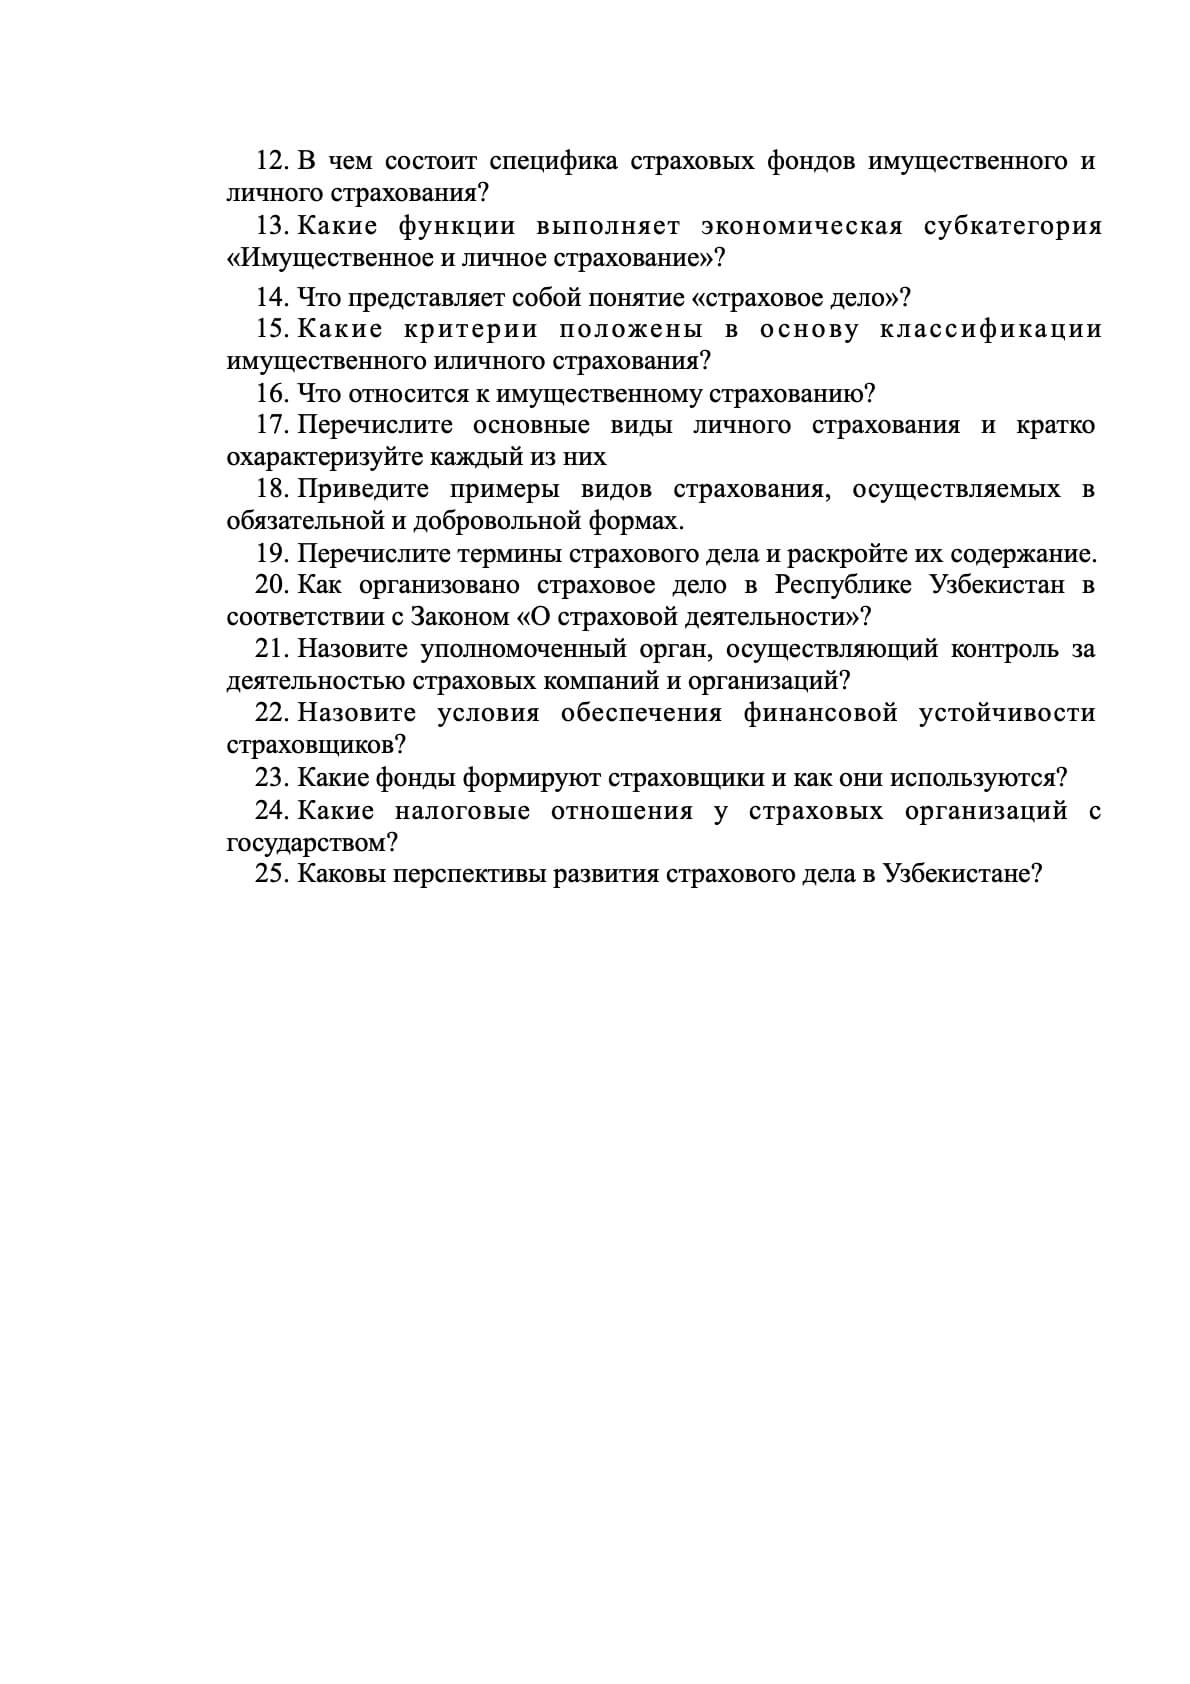 12. В чем состоит специфика страховых фондов имущественного и
личного страхования?
13. Какие функции выполняет экономическая субкатегория
«Имущественное и личное страхование»?
14. Что представляет собой понятие «страховое дело»?
15. Какие критерии положены в основу классификации
имущественного иличного страхования?
16. Что относится к имущественному страхованию?
17. Перечислите основные виды личного страхования и кратко
охарактеризуйте каждый из них
18. Приведите примеры видов страхования, осуществляемых в
обязательной и добровольной формах.
19. Перечислите термины страхового дела и раскройте их содержание.
20. Как организовано страховое дело в Республике Узбекистан в
соответствии с Законом «О страховой деятельности»?
21. Назовите уполномоченный орган, осуществляющий контроль за
деятельностью страховых компаний и организаций?
22. Назовите условия обеспечения финансовой устойчивости
страховщиков?
23. Какие фонды формируют страховщики и как они используются?
24. Какие налоговые отношения у страховых организаций с
государством?
25. Каковы перспективы развития страхового дела в Узбекистане?